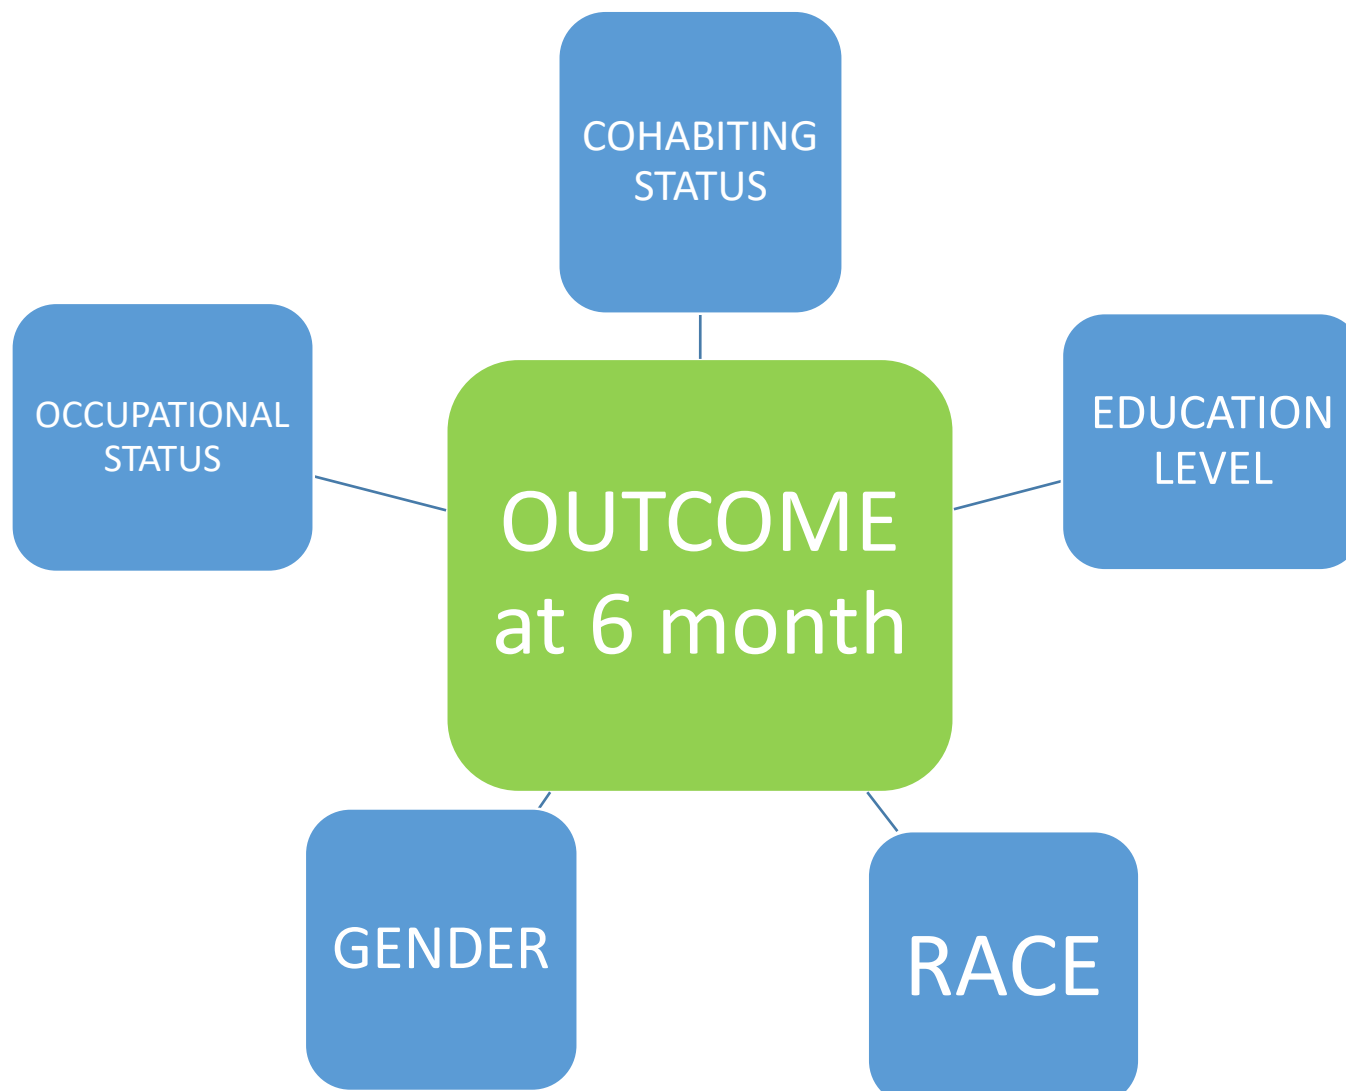 COHABITING
STATUS
OCCUPATIONAL
STATUS
EDUCATION
LEVEL
OUTCOME
at 6 month
GENDER
RACE